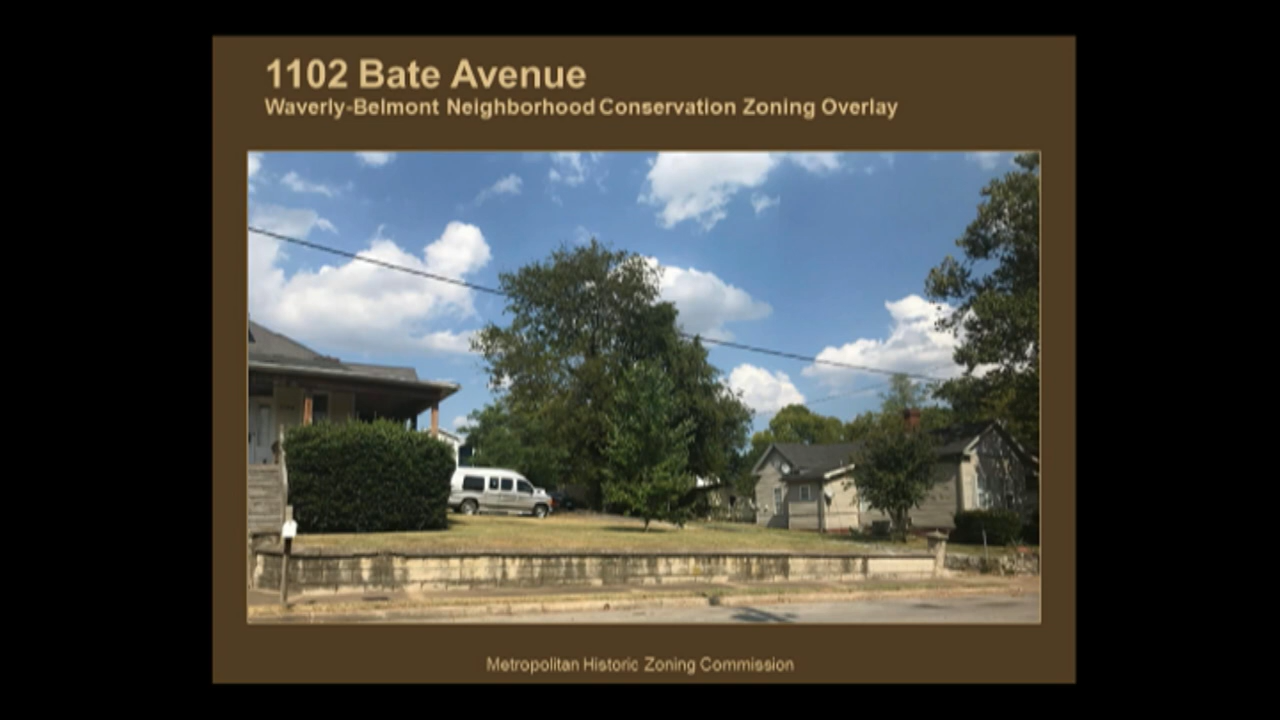 1102 Bate Avenue
Waverly-Belmont Neighborhood Conservation Zoning Overlay
Metropolitan Historic Zoning Commission